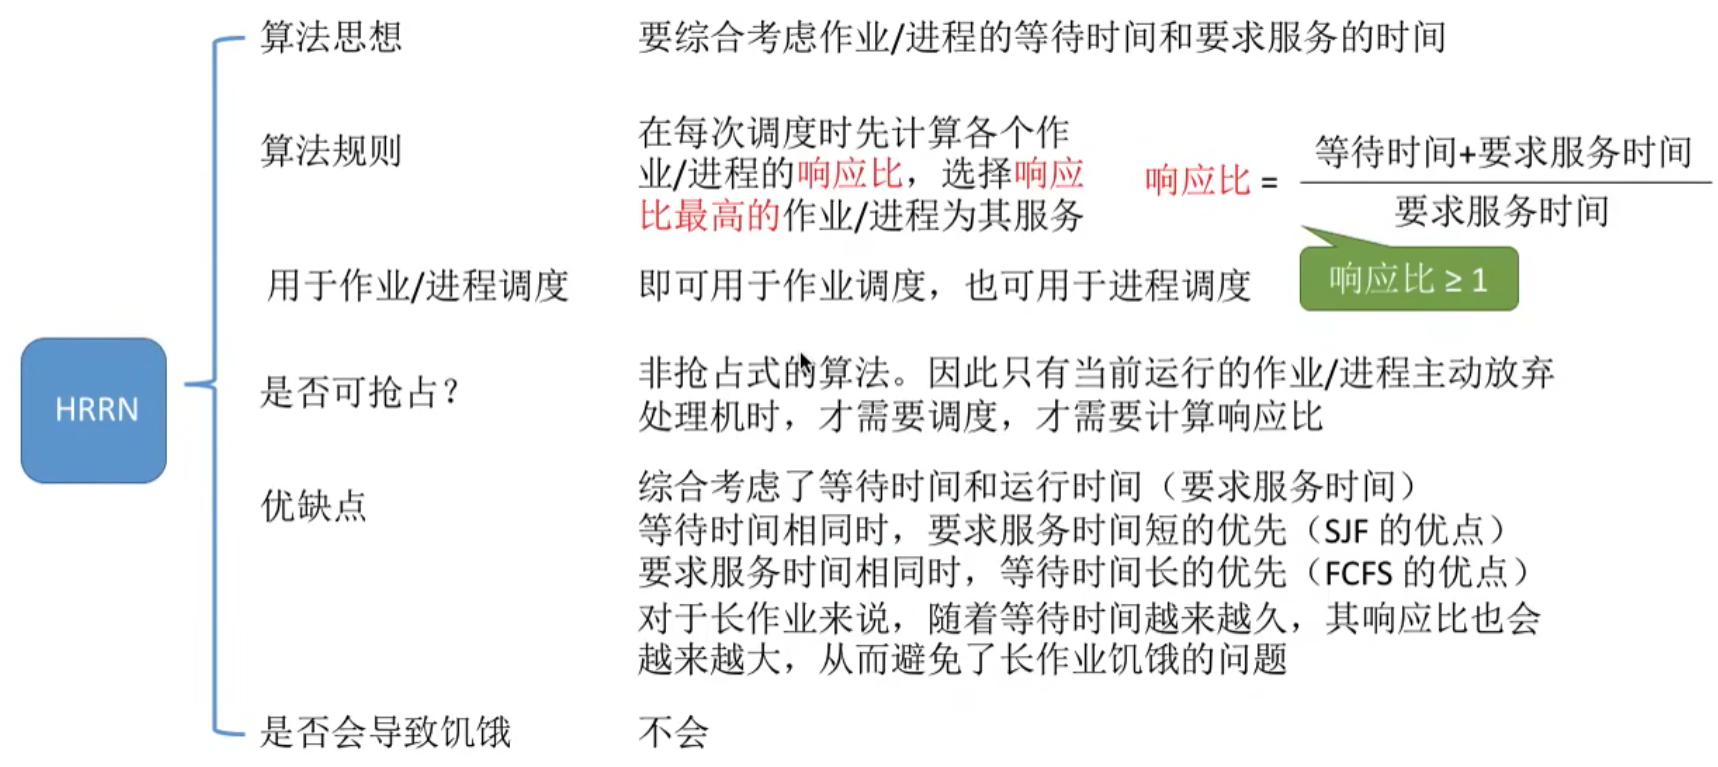 HRRN
算法思想
要综合考虑作业/进程的等待时间和要求服务的时间
算法规则
在每次调度时先计算各个作
业/进程的响应比，选择响应
比最高的作业/进程为其服务
响应比 =
等待时间+要求服务时间
要求服务时间
响应比 ≥ 1
用于作业/进程调度
即可用于作业调度，也可用于进程调度
是否可抢占？
非抢占式的算法。因此只有当前运行的作业/进程主动放弃
处理机时，才需要调度，才需要计算响应比
优缺点
综合考虑了等待时间和运行时间（要求服务时间）
等待时间相同时，要求服务时间短的优先（SJF 的优点）
要求服务时间相同时，等待时间长的优先（FCFS 的优点）
对于长作业来说，随着等待时间越来越久，其响应比也会
越来越大，从而避免了长作业饥饿的问题
是否会导致饥饿
不会